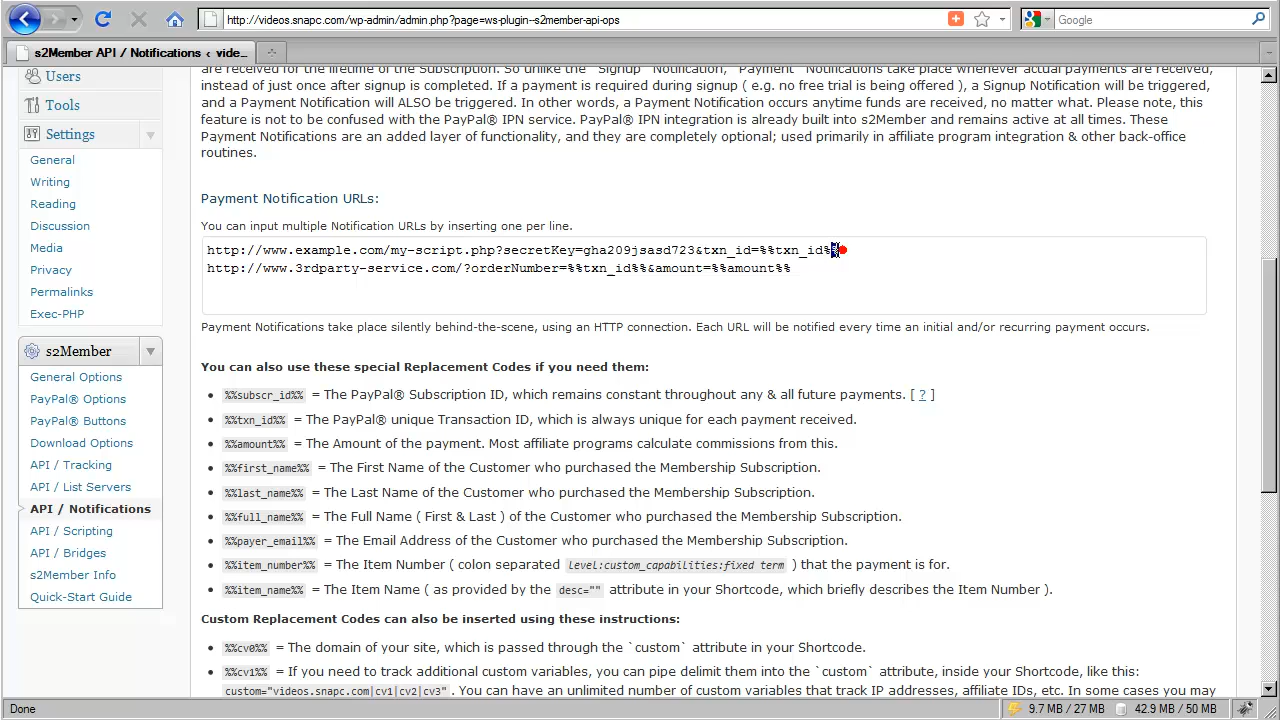 http://videos.snapc.com/wp-admin/admin.php?page=ws-plugin--s2member-api-ops
Google
s2Member API / Notifications ‹ vide...
Users
Tools
Settings
General
Writing
Reading
Discussion
Media
Privacy
Permalinks
Exec-PHP
s2Member
General Options
PayPal® Options
PayPal® Buttons
Download Options
API / Tracking
API / List Servers
API / Notifications
API / Scripting
API / Bridges
s2Member Info
Quick-Start Guide
are received for the lifetime of the Subscription. So unlike the `Signup` Notification, `Payment` Notifications take place whenever actual payments are received,
instead of just once after signup is completed. If a payment is required during signup ( e.g. no free trial is being offered ), a Signup Notification will be triggered,
and a Payment Notification will ALSO be triggered. In other words, a Payment Notification occurs anytime funds are received, no matter what. Please note, this
feature is not to be confused with the PayPal® IPN service. PayPal® IPN integration is already built into s2Member and remains active at all times. These
Payment Notifications are an added layer of functionality, and they are completely optional; used primarily in affiliate program integration & other back-office
routines.
Payment Notification URLs:
You can input multiple Notification URLs by inserting one per line.
http://www.example.com/my-script.php?secretKey=gha209jsasd723&txn_id=%%txn_id%%
http://www.3rdparty-service.com/?orderNumber=%%txn_id%%&amount=%%amount%%
Payment Notifications take place silently behind-the-scene, using an HTTP connection. Each URL will be notified every time an initial and/or recurring payment occurs.
You can also use these special Replacement Codes if you need them:
%%subscr_id%% = The PayPal® Subscription ID, which remains constant throughout any & all future payments. [ ? ]
%%txn_id%% = The PayPal® unique Transaction ID, which is always unique for each payment received.
%%amount%% = The Amount of the payment. Most affiliate programs calculate commissions from this.
%%first_name%% = The First Name of the Customer who purchased the Membership Subscription.
%%last_name%% = The Last Name of the Customer who purchased the Membership Subscription.
%%full_name%% = The Full Name ( First & Last ) of the Customer who purchased the Membership Subscription.
%%payer_email%% = The Email Address of the Customer who purchased the Membership Subscription.
%%item_number%% = The Item Number ( colon separated level:custom_capabilities:fixed term ) that the payment is for.
%%item_name%% = The Item Name ( as provided by the desc="" attribute in your Shortcode, which briefly describes the Item Number ).
Custom Replacement Codes can also be inserted using these instructions:
%%cv0%% = The domain of your site, which is passed through the `custom` attribute in your Shortcode.
%%cv1%% = If you need to track additional custom variables, you can pipe delimit them into the `custom` attribute, inside your Shortcode, like this:
custom="videos.snapc.com|cv1|cv2|cv3" . You can have an unlimited number of custom variables that track IP addresses, affiliate IDs, etc. In some cases you may
Done
9.7 MB / 27 MB
42.9 MB / 50 MB